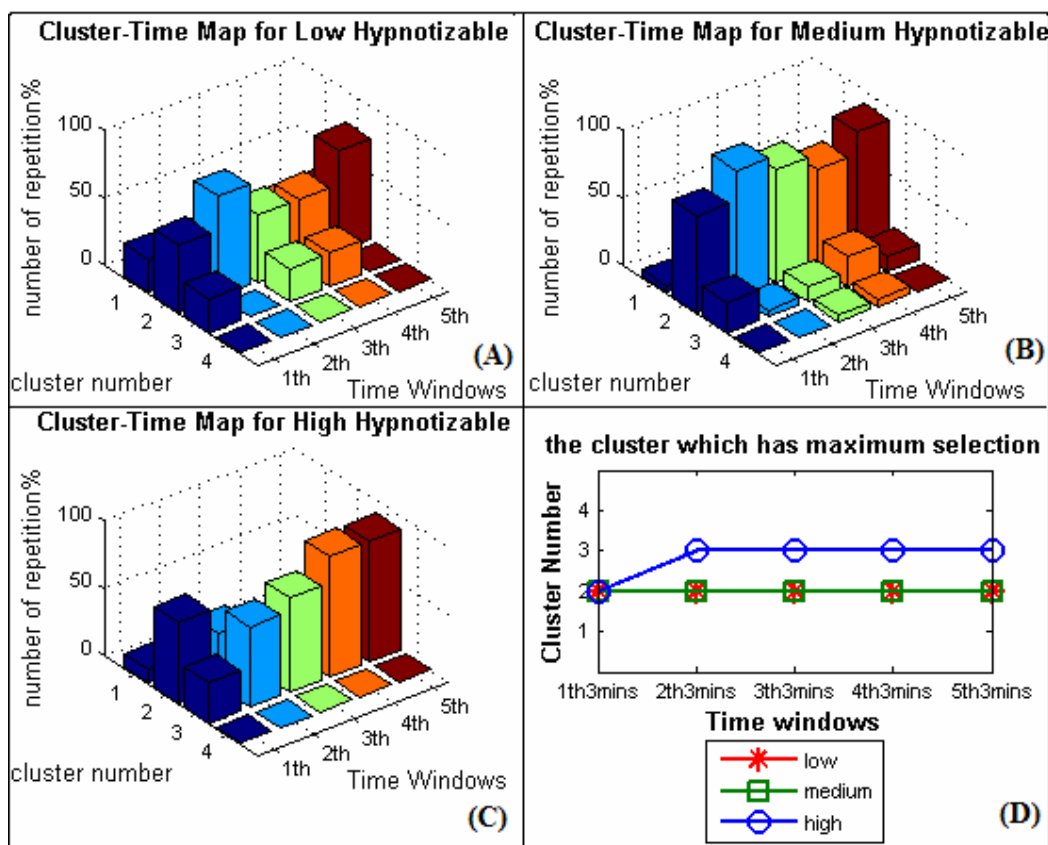 Cluster-Time Map for Low Hypnotizable
number of repetition%
100
50
0
1
2
3
4
cluster number
1th
2th
3th
4th
5th
Time Windows
(A)
Cluster-Time Map for Medium Hypnotizable
number of repetition%
100
50
0
1
2
3
4
cluster number
1th
2th
3th
4th
5th
Time Windows
(B)
Cluster-Time Map for High Hypnotizable
number of repetition%
100
50
0
1
2
3
4
cluster number
1th
2th
3th
4th
5th
Time Windows
(C)
the cluster which has maximum selection
Cluster Number
4
3
2
1
1th3mins 2th3mins 3th3mins 4th3mins 5th3mins
Time windows
low
medium
high
(D)